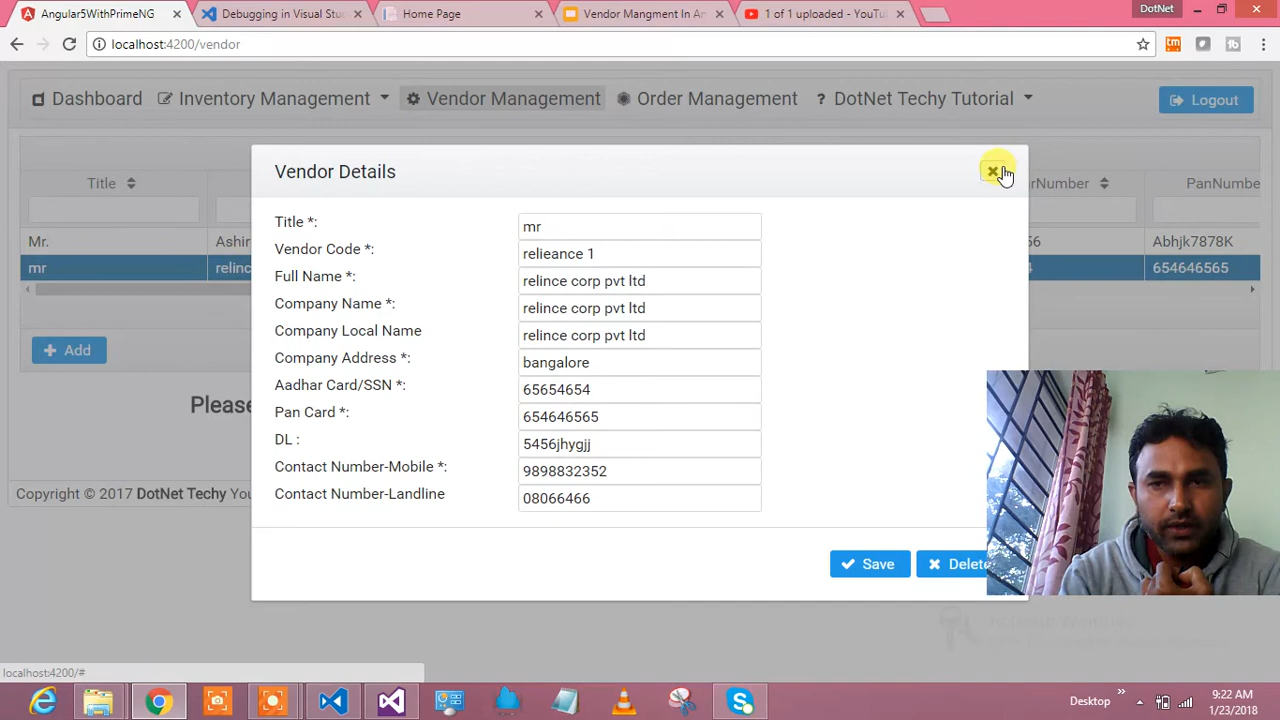 Angular5WithPrimeNG
Debugging in Visual Stu
Home Page
Vendor Mangment In A
1 of 1 uploaded - YouTu
DotNet
localhost:4200/vendor
Dashboard
Inventory Management
Vendor Management
Order Management
? DotNet Techy Tutorial
Logout
Vendor Details
Title
rNumber
PanNumbe
Title *:
mr
Mr.
Ashir
66
Abhjk7878K
Vendor Code *:
relieance 1
mr
relinc
4
654646565
Full Name *:
relince corp pvt ltd
Company Name *:
relince corp pvt ltd
Company Local Name
relince corp pvt ltd
Add
Company Address *:
bangalore
Aadhar Card/SSN *:
65654654
Please
Pan Card *:
654646565
DL :
5456jhygjj
Contact Number-Mobile *:
9898832352
Contact Number-Landline
08066466
Copyright © 2017 DotNet Techy You
Save
Delete
localhost:4200/#
Desktop
9:22 AM
1/23/2018